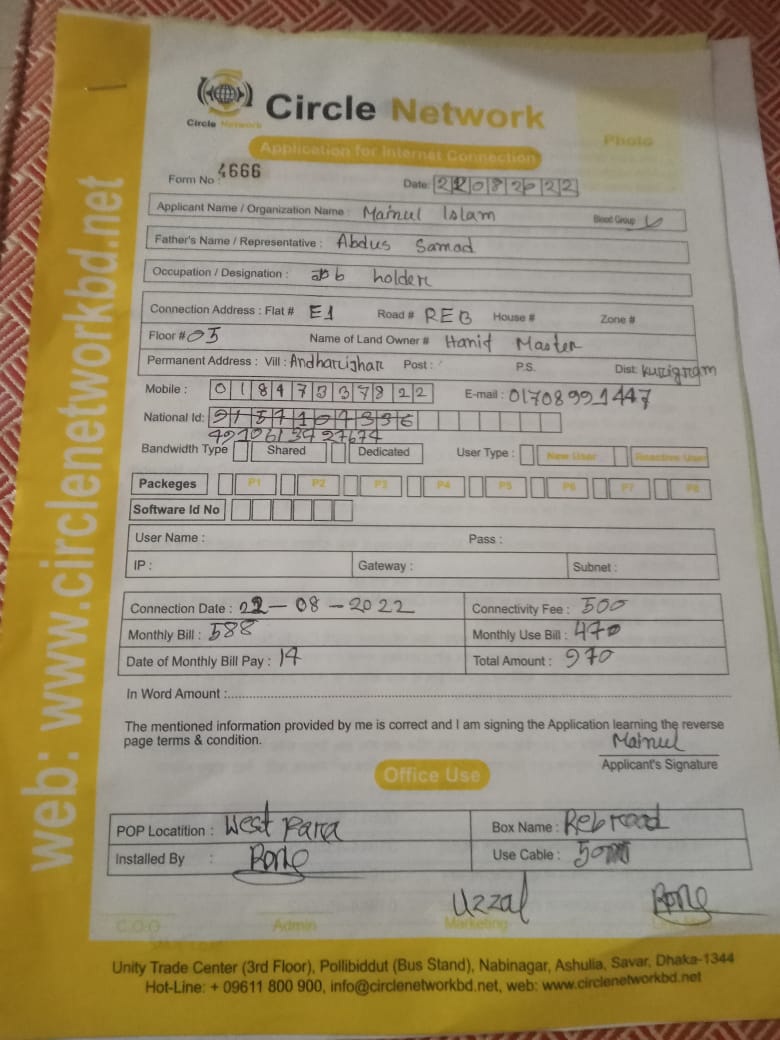 Circle Network
Circle Network
Photo
Application for Internet Connection
Form No : 4666
Date: 22082022
Applicant Name / Organization Name : Mainul Islam
Blood Group
Father's Name / Representative : Abdus Samad
Occupation / Designation : Job holder
Connection Address : Flat # E1 Road # REB House # Zone #
Floor # 05 Name of Land Owner # Hanif Master
Permanent Address : Vill : Andharijhar Post : P.S. Dist: kurigram
Mobile : 01847337822 E-mail : 01708991447
National Id:
Bandwidth Type Shared Dedicated User Type : New User Reactive User
Packeges P1 P2 P3 P4 P5 P6 P7 P8
Software Id No
User Name : Pass :
IP : Gateway : Subnet :
Connection Date : 22-08-2022 Connectivity Fee : 500
Monthly Bill : 588 Monthly Use Bill : 470
Date of Monthly Bill Pay : 14 Total Amount : 970
In Word Amount :
The mentioned information provided by me is correct and I am signing the Application learning the reverse
page terms & condition.
Mainul
Applicant's Signature
Office Use
POP Locatition : West Para Box Name : Reb road
Installed By : Use Cable : 50m
Uzzal
C.O.O Admin Marketing
Unity Trade Center (3rd Floor), Pollibiddut (Bus Stand), Nabinagar, Ashulia, Savar, Dhaka-1344
Hot-Line: + 09611 800 900, info@circlenetworkbd.net, web: www.circlenetworkbd.net
web: www.circlenetworkbd.net